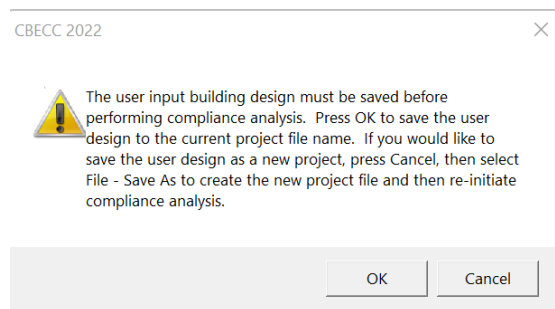 CBECC 2022
The user input building design must be saved before
performing compliance analysis.  Press OK to save the user
design to the current project file name.  If you would like to
save the user design as a new project, press Cancel, then select
File - Save As to create the new project file and then re-initiate
compliance analysis.
OK
Cancel